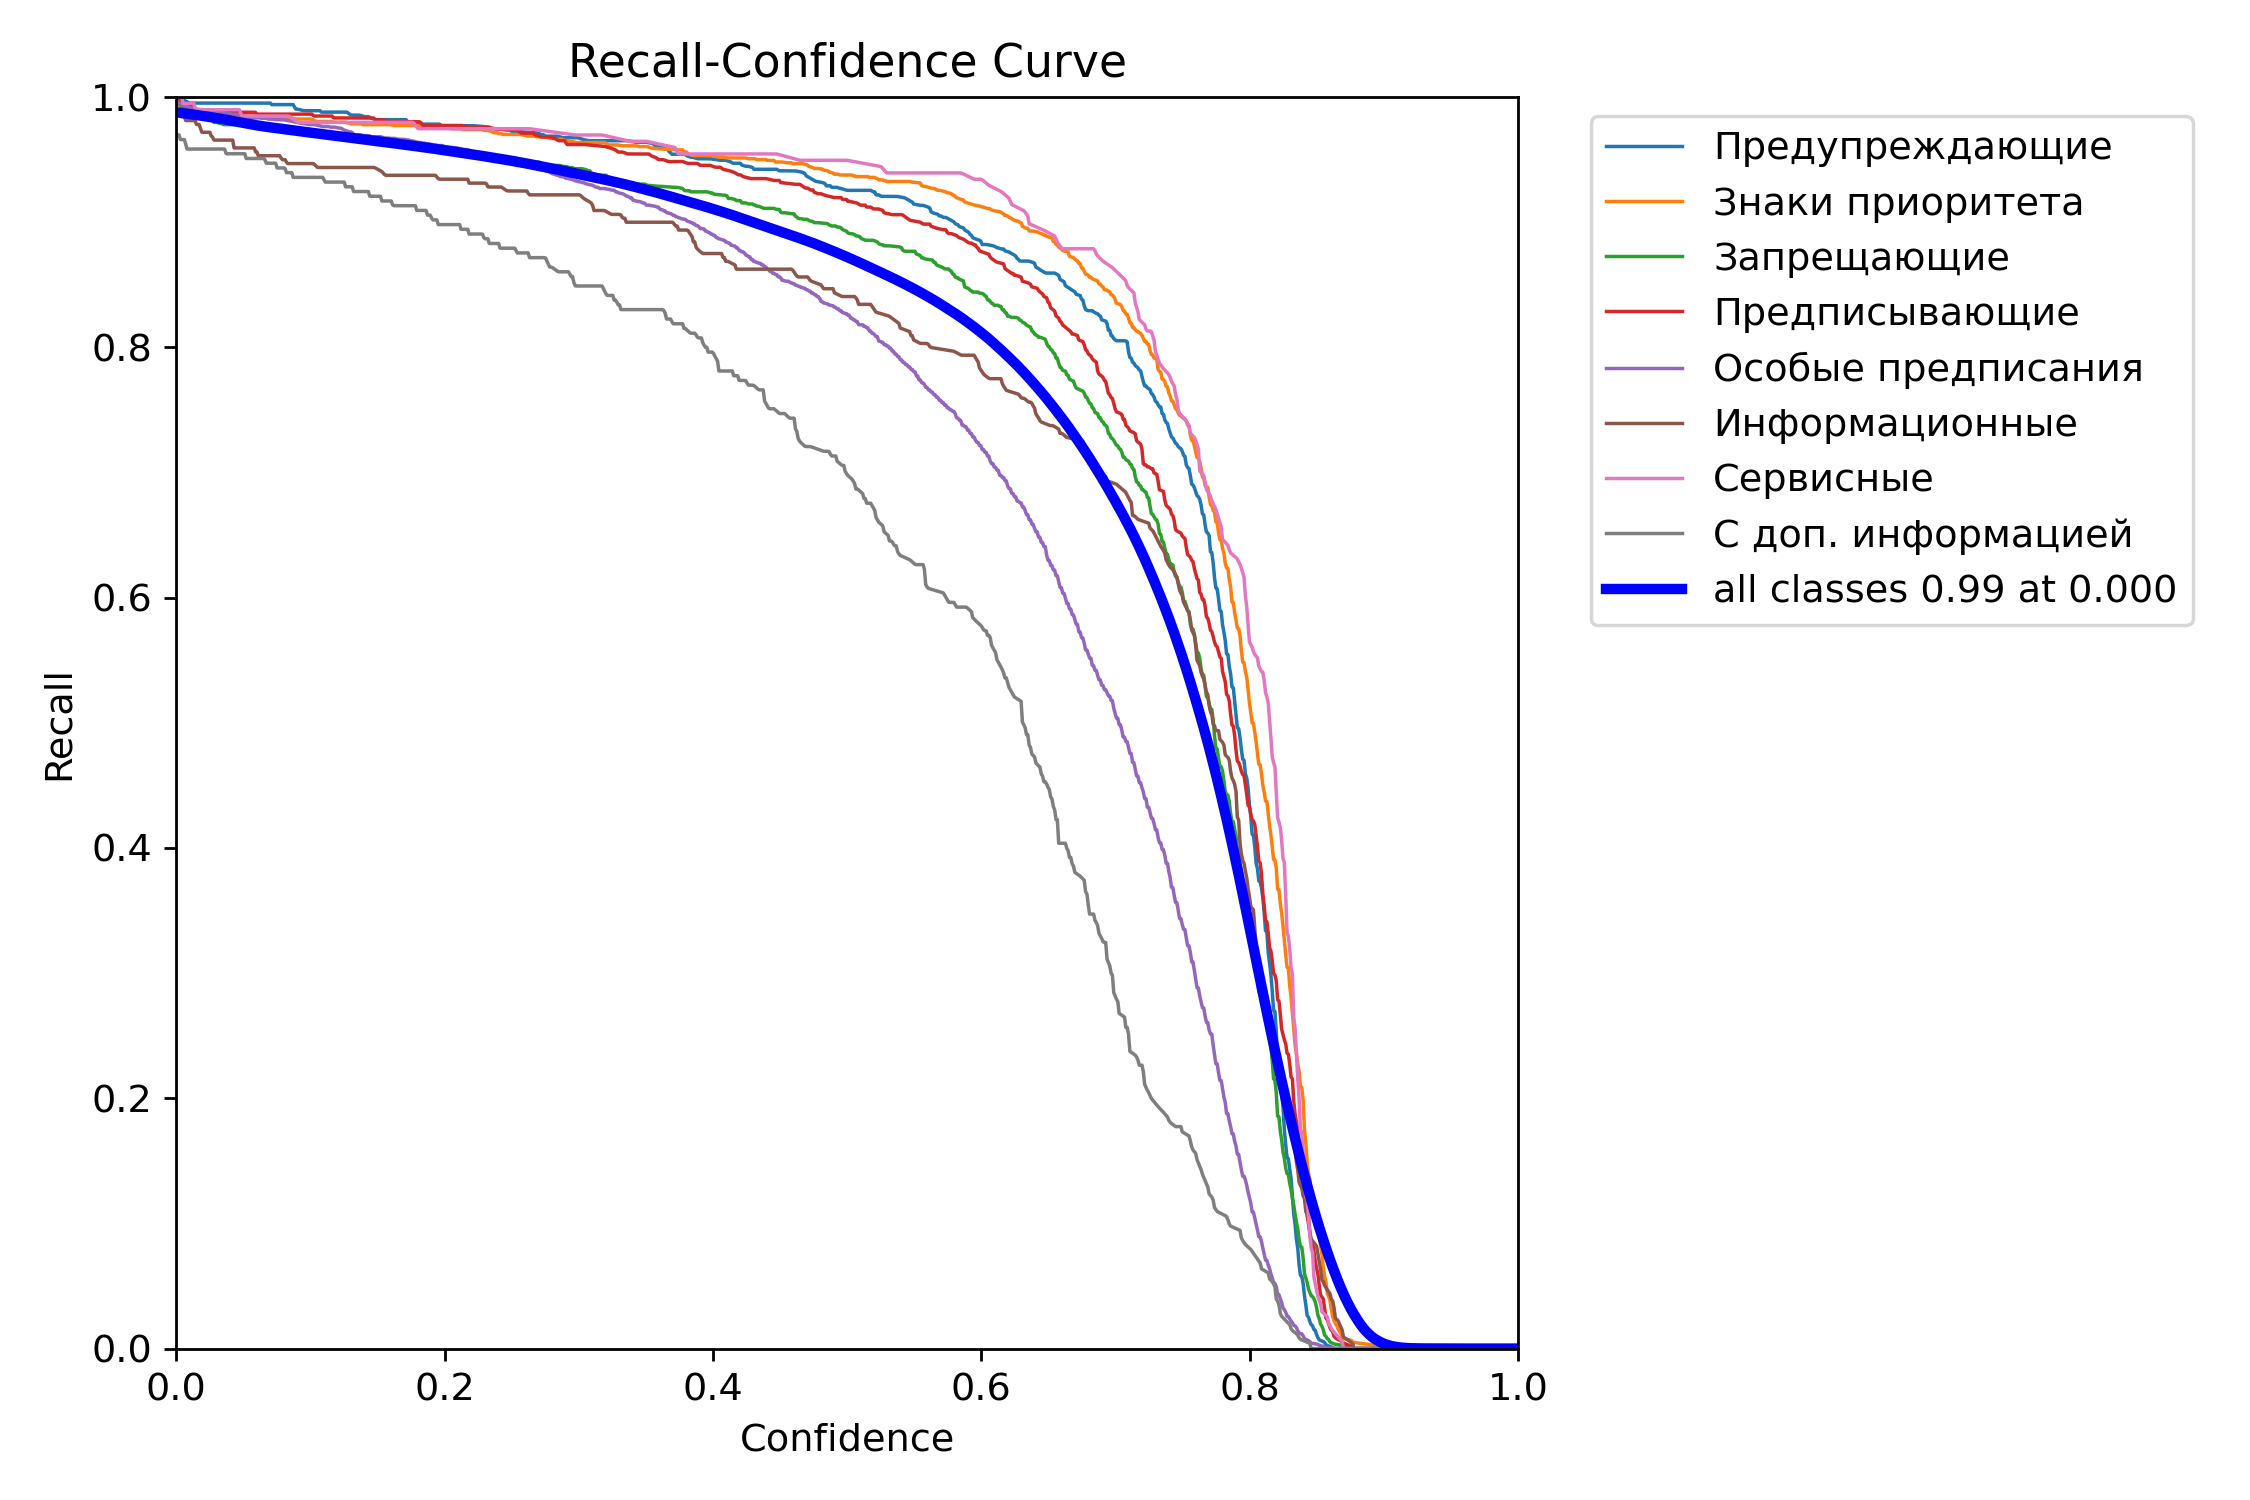 Recall-Confidence Curve
1.0
0.8
0.6
0.4
0.2
0.0
Recall
0.0 0.2 0.4 0.6 0.8 1.0
Confidence
Предупреждающие
Знаки приоритета
Запрещающие
Предписывающие
Особые предписания
Информационные
Сервисные
С доп. информацией
all classes 0.99 at 0.000